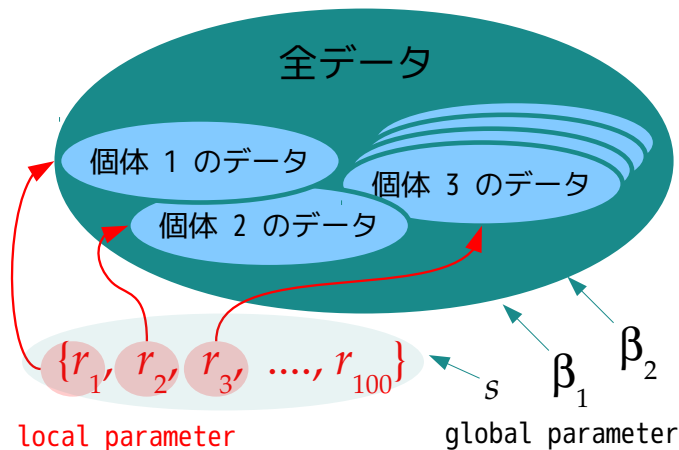 全データ
個体 1 のデータ
個体 3 のデータ
個体 2 のデータ
{r1, r2, r3, ...., r100}
s
β1
β2
local parameter
global parameter